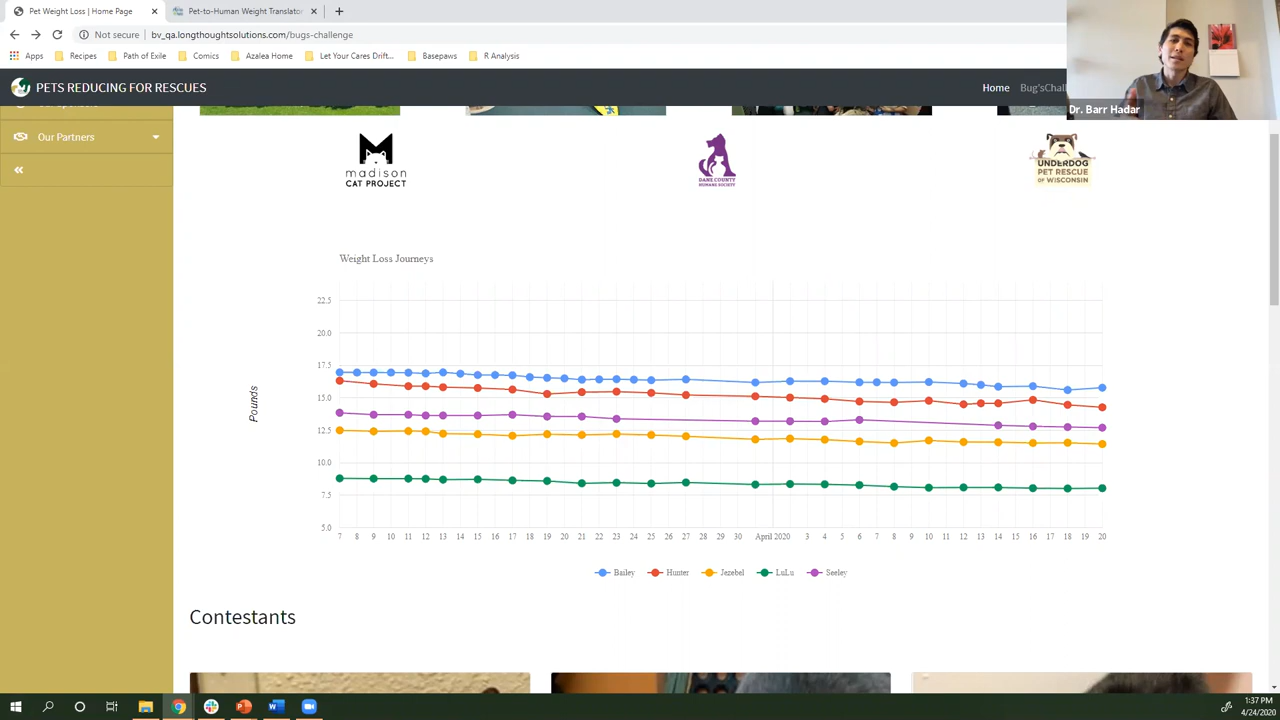 Pet Weight Loss | Home Page
Pet-to-Human Weight Translator
Not secure | bv_qa.longthoughtsolutions.com/bugs-challenge
Apps Recipes Path of Exile Comics Azalea Home Let Your Cares Drift... Basepaws R Analysis
PETS REDUCING FOR RESCUES
Home
Dr. Barr Hadar
Our Partners
madison
CAT PROJECT
DANE COUNTY
HUMANE SOCIETY
UNDERDOG
PET RESCUE
OF WISCONSIN
Weight Loss Journeys
Pounds
22.5
20.0
17.5
15.0
12.5
10.0
7.5
5.0
7 8 9 10 11 12 13 14 15 16 17 18 19 20 21 22 23 24 25 26 27 28 29 30 April 2020 3 4 5 6 7 8 9 10 11 12 13 14 15 16 17 18 19 20
Bailey Hunter Jezebel LuLu Seeley
Contestants
1:37 PM
4/24/2020